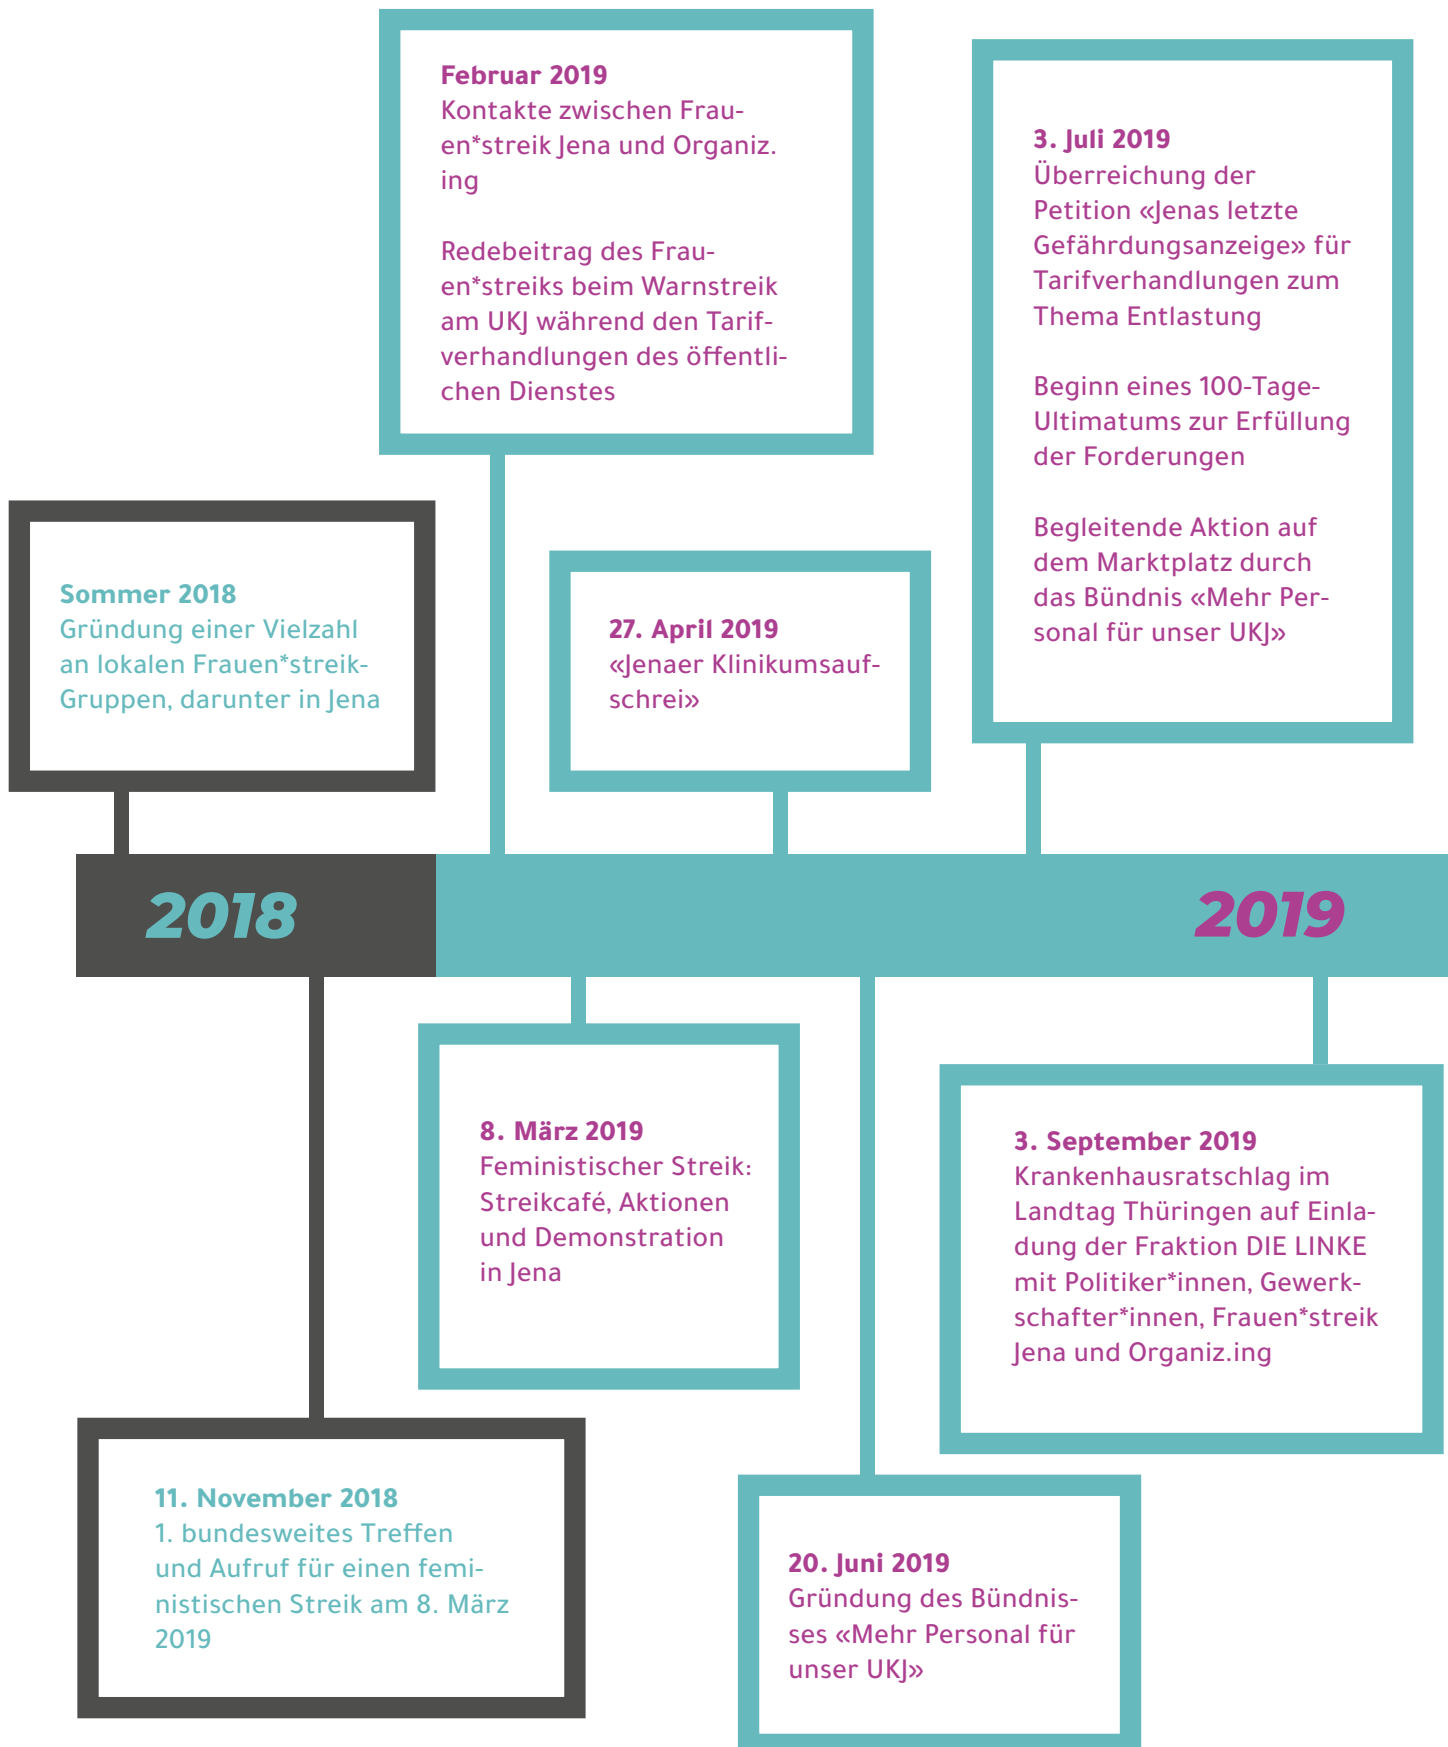 Februar 2019
Kontakte zwischen Frau-
en*streik Jena und Organiz.
ing
Redebeitrag des Frau-
en*streiks beim Warnstreik
am UKJ während den Tarif-
verhandlungen des öffentli-
chen Dienstes
3. Juli 2019
Überreichung der
Petition «Jenas letzte
Gefährdungsanzeige» für
Tarifverhandlungen zum
Thema Entlastung
Beginn eines 100-Tage-
Ultimatums zur Erfüllung
der Forderungen
Begleitende Aktion auf
dem Marktplatz durch
das Bündnis «Mehr Per-
sonal für unser UKJ»
Sommer 2018
Gründung einer Vielzahl
an lokalen Frauen*streik-
Gruppen, darunter in Jena
27. April 2019
«Jenaer Klinikumsauf-
schrei»
2018
2019
8. März 2019
Feministischer Streik:
Streikcafé, Aktionen
und Demonstration
in Jena
3. September 2019
Krankenhausratschlag im
Landtag Thüringen auf Einla-
dung der Fraktion DIE LINKE
mit Politiker*innen, Gewerk-
schafter*innen, Frauen*streik
Jena und Organiz.ing
11. November 2018
1. bundesweites Treffen
und Aufruf für einen femi-
nistischen Streik am 8. März
2019
20. Juni 2019
Gründung des Bündnis-
ses «Mehr Personal für
unser UKJ»